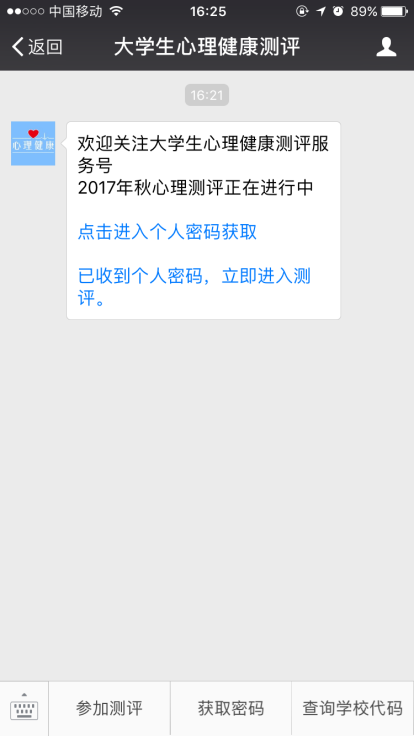 中国移动 16:25 89%
返回 大学生心理健康测评
16:21
心理健康
欢迎关注大学生心理健康测评服
务号
2017年秋心理测评正在进行中
点击进入个人密码获取
已收到个人密码，立即进入测
评。
参加测评 获取密码 查询学校代码